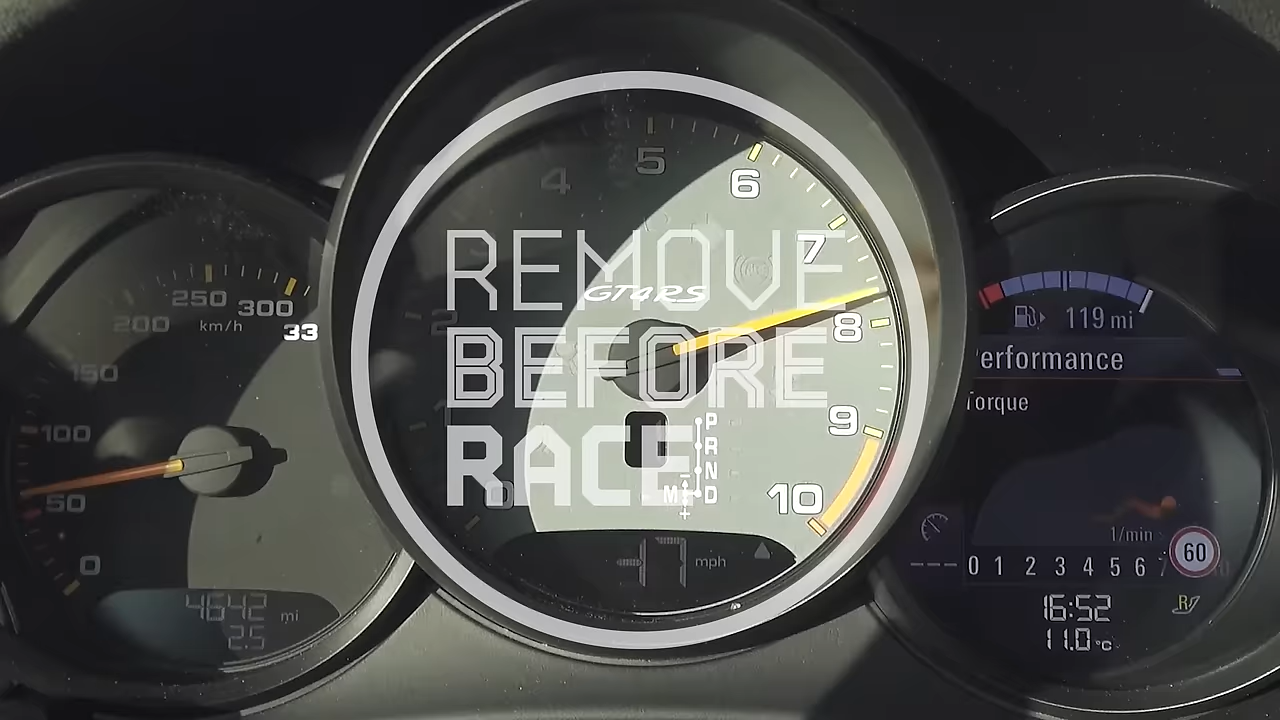 REMOVE
BEFORE
RACE
GT4RS
4
5
6
7
8
9
10
2
0
P
R
N
M D
+
47 mph
200
250
300
33
km/h
150
100
50
0
4642 mi
2.5
119 mi
erformance
Torque
1/min
--- 0 1 2 3 4 5 6 7
60
16:52
11.0 °C